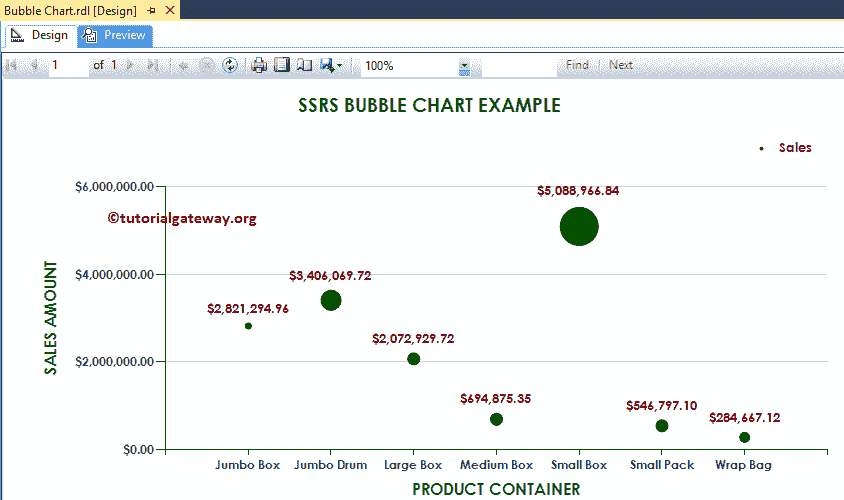 Bubble Chart.rdl [Design]
Design Preview
1 of 1 100% Find | Next
SSRS BUBBLE CHART EXAMPLE
Sales
$6,000,000.00
$5,088,966.84
©tutorialgateway.org
$4,000,000.00
$3,406,069.72
$2,821,294.96
$2,072,929.72
$2,000,000.00
$694,875.35
$546,797.10
$284,667.12
$0.00
SALES AMOUNT
Jumbo Box Jumbo Drum Large Box Medium Box Small Box Small Pack Wrap Bag
PRODUCT CONTAINER